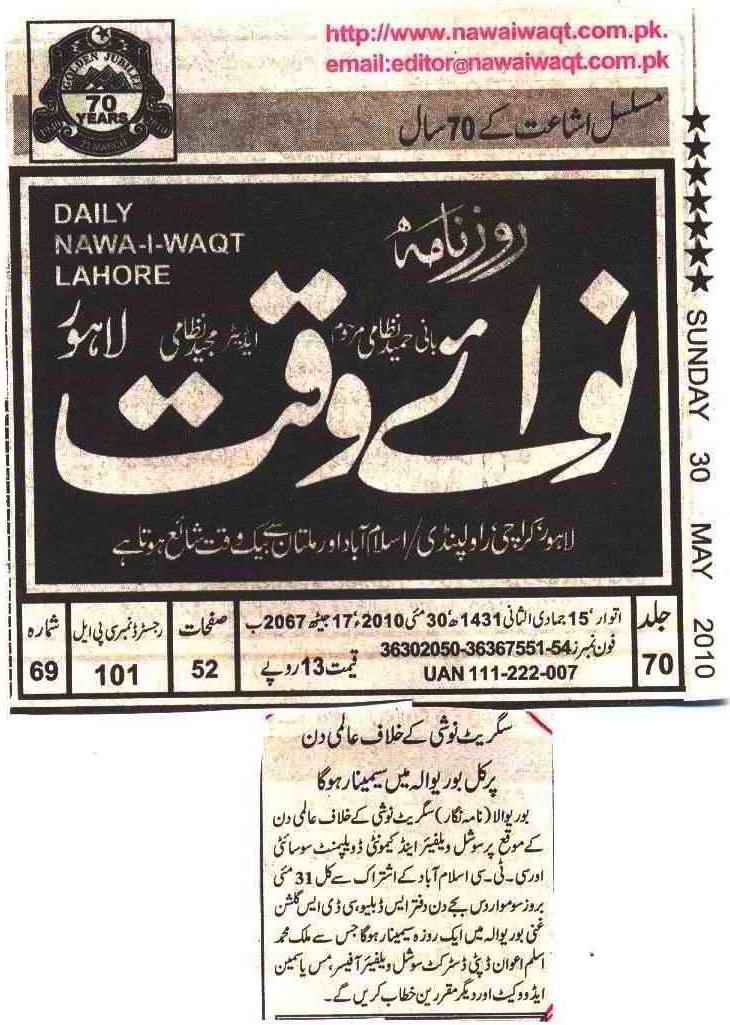 http://www.nawaiwaqt.com.pk.
email:editor@nawaiwaqt.com.pk
GOLDEN JUBILEE
70
YEARS
مسلسل اشاعت کے 70 سال
DAILY
NAWA-I-WAQT
LAHORE
روزنامہ
نوائے وقت
بانی حمید نظامی مرحوم
ایڈیٹر مجید نظامی
لاہور
لاہور، کراچی، راولپنڈی/اسلام آباد اور ملتان سے بیک وقت شائع ہوتا ہے
SUNDAY 30 MAY 2010
جلد
70
اتوار، 15 جمادی الثانی 1431ھ، 30 مئی 2010ء، 17 جیٹھ 2067 ب
فون نمبرز 54-36367551-36302050
UAN 111-222-007
قیمت 13 روپے
صفحات
52
رجسٹرڈ نمبر سی پی ایل
101
شمارہ
69
سگریٹ نوشی کے خلاف عالمی دن
پر کل بوریوالہ میں سیمینار ہوگا
بوریوالا (نامہ نگار) سگریٹ نوشی کے خلاف عالمی دن
کے موقع پر سوشل ویلفیئر اینڈ کمیونٹی ڈویلپمنٹ سوسائٹی
اور سی۔ٹی۔سی اسلام آباد کے اشتراک سے کل 31 مئی
بروز سوموار دس بجے دن دفتر ایس ڈبلیو سی ڈی ایس گلشن
غنی بوریوالہ میں ایک روزہ سیمینار ہوگا جس سے ملک محمد
اسلم اعوان ڈپٹی ڈسٹرکٹ سوشل ویلفیئر آفیسر، مس یاسمین
ایڈووکیٹ اور دیگر مقررین خطاب کریں گے۔